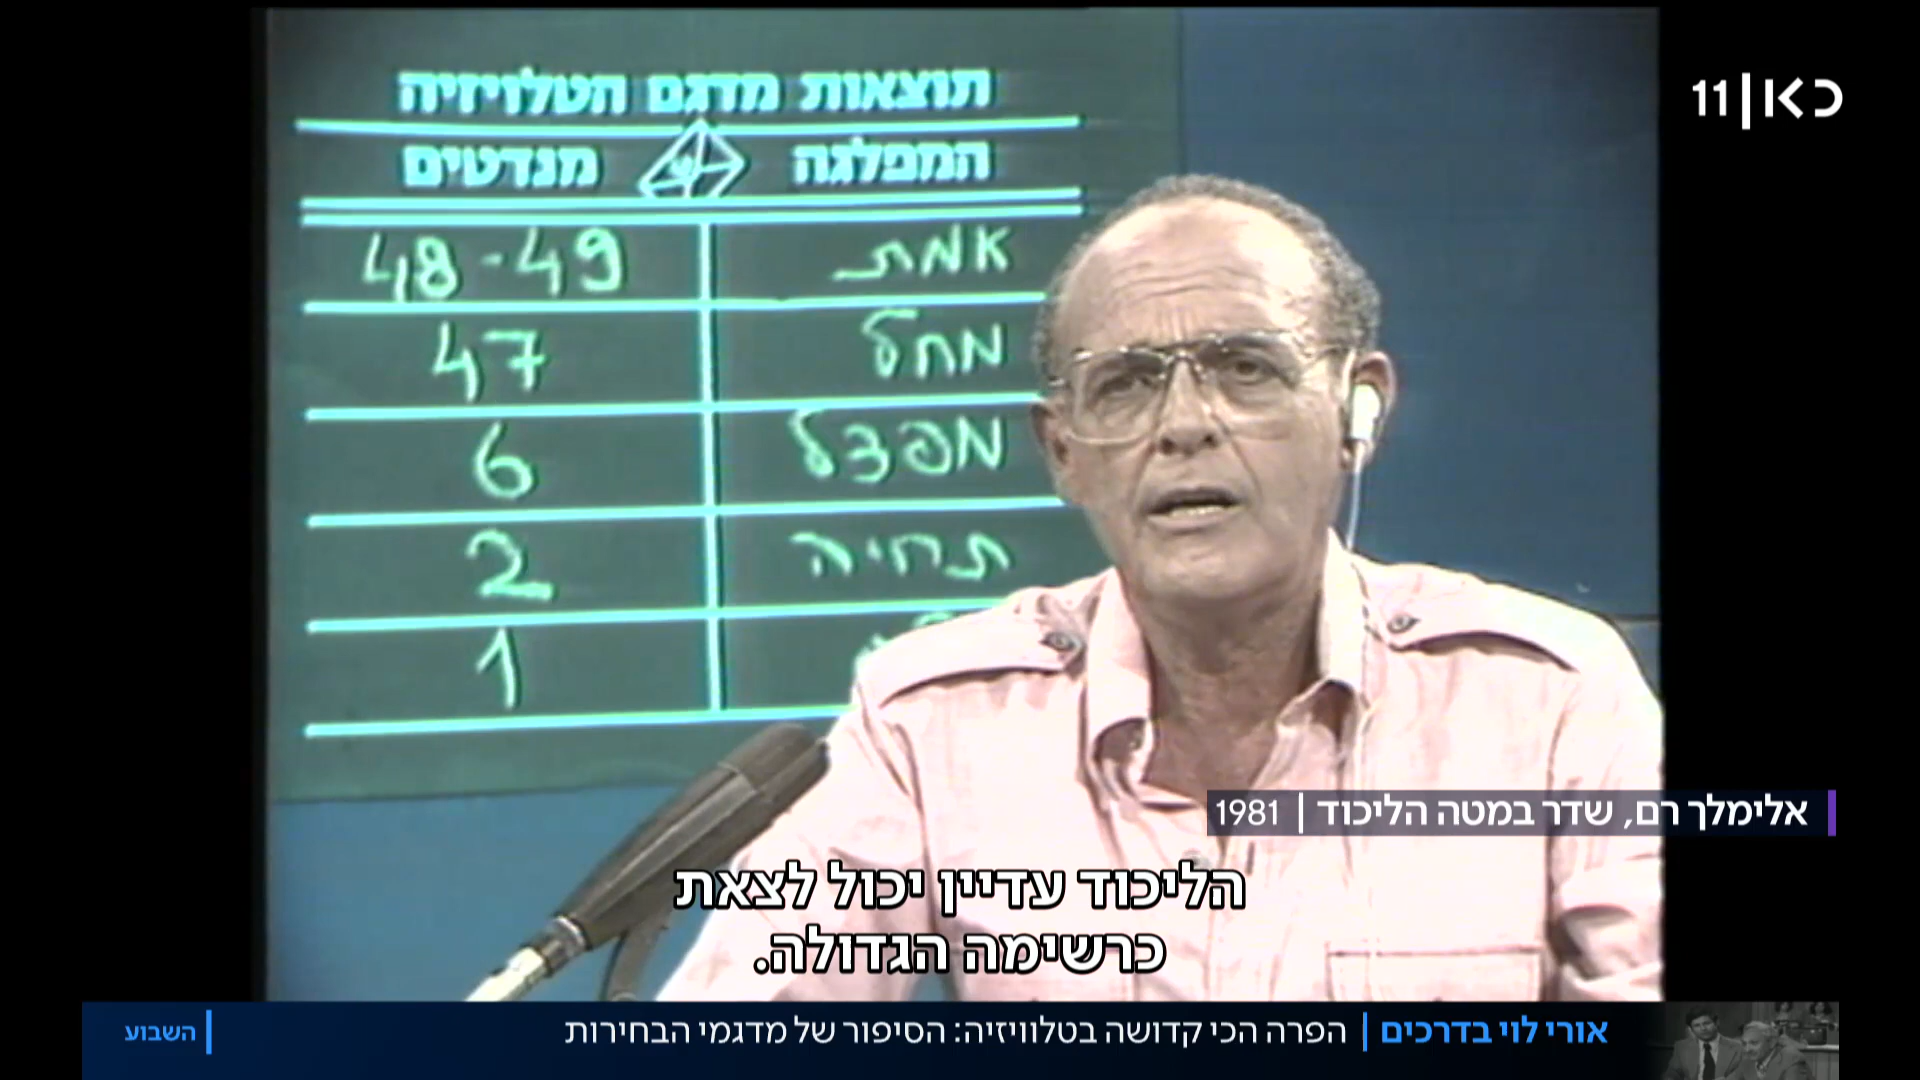 כאן 11
תוצאות מדגם הטלויזיה
המפלגה מנדטים
אמת 48-49
מחל 47
מפדל 6
תחיה 2
1
אלימלך רם, שדר במטה הליכוד | 1981
הליכוד עדיין יכול לצאת
כרשימה הגדולה.
אורי לוי בדרכים | הפרה הכי קדושה בטלוויזיה: הסיפור של מדגמי הבחירות
השבוע